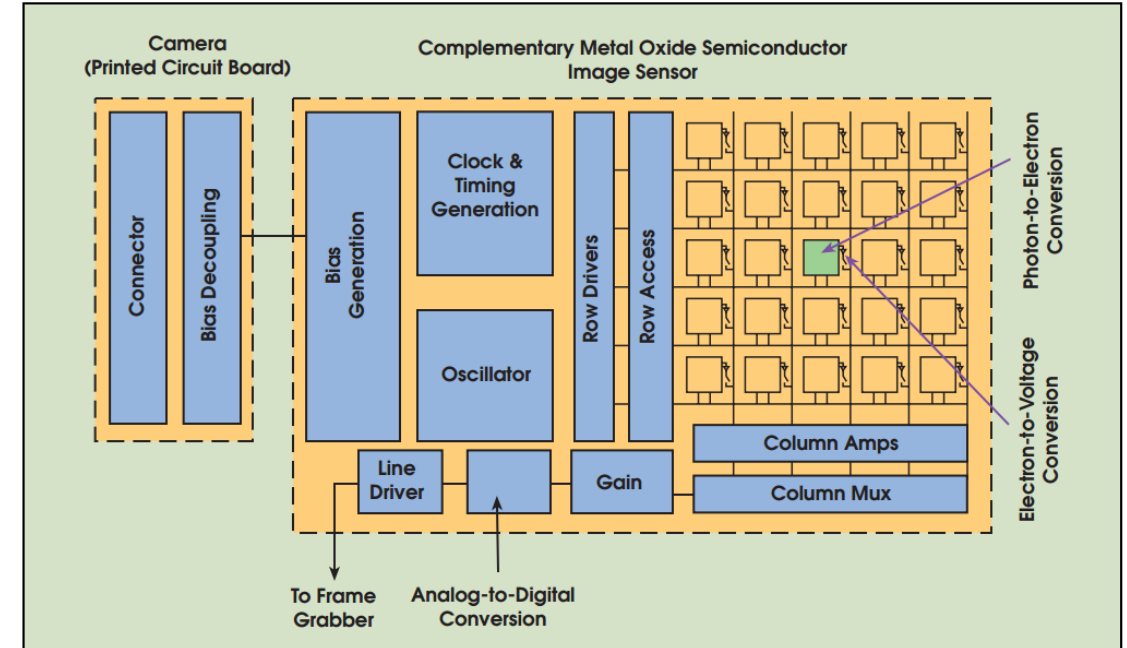 Camera
(Printed Circuit Board)
Complementary Metal Oxide Semiconductor
Image Sensor
Connector
Bias Decoupling
Bias
Generation
Clock &
Timing
Generation
Oscillator
Row Drivers
Row Access
Photon-to-Electron
Conversion
Electron-to-Voltage
Conversion
Column Amps
Column Mux
Gain
Line
Driver
To Frame
Grabber
Analog-to-Digital
Conversion